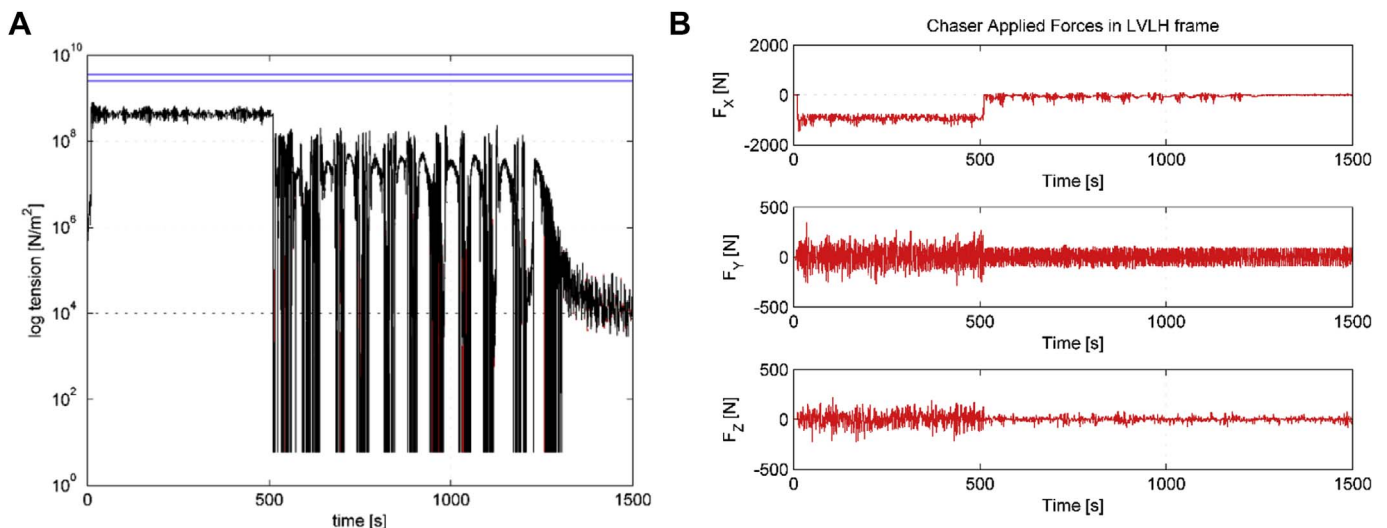 A
10^10
10^8
10^6
10^4
10^2
10^0
log tension [N/m^2]
0 500 1000 1500
time [s]
B
Chaser Applied Forces in LVLH frame
2000
0
-2000
F_X [N]
0 500 1000 1500
Time [s]
500
0
-500
F_Y [N]
0 500 1000 1500
Time [s]
500
0
-500
F_Z [N]
0 500 1000 1500
Time [s]